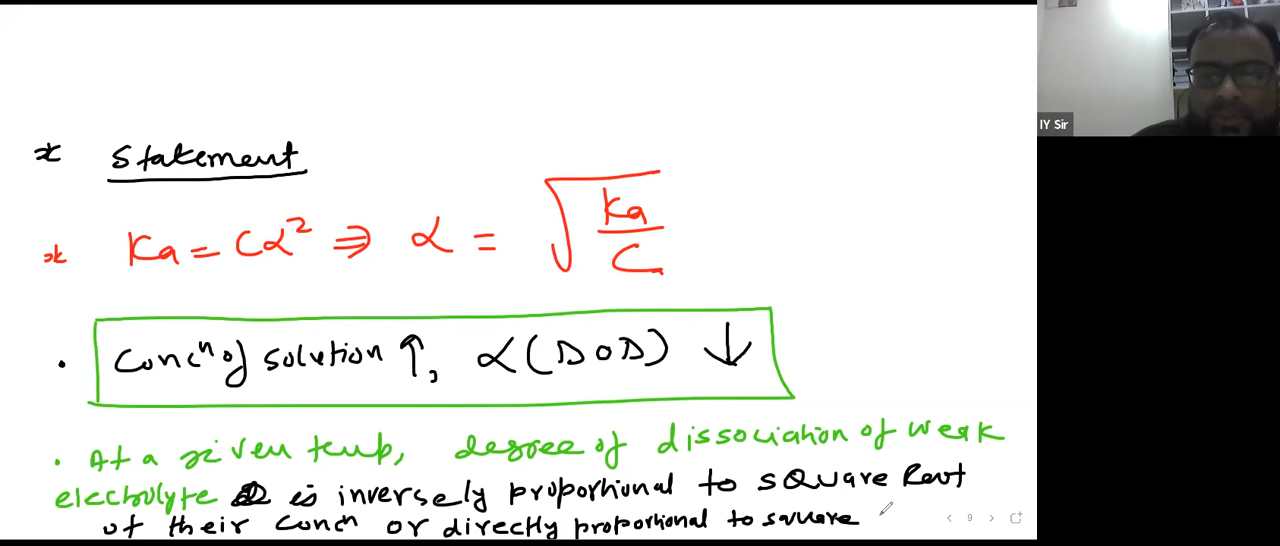 IY Sir
* Statement
* Ka = Cα² ⇒ α = √(Ka/C)
. Concⁿ of solution ↑, α (DOD) ↓
. At a given temp, degree of dissociation of weak
electrolyte is inversely proportional to square Root
of their Concn or directly proportional to square
< 9 >